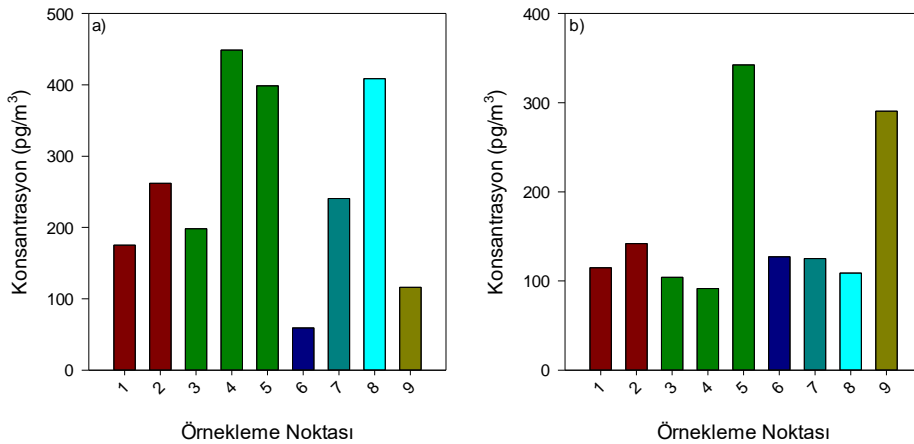 a)
Konsantrasyon (pg/m³)
500
400
300
200
100
0
1 2 3 4 5 6 7 8 9
Örnekleme Noktası
b)
Konsantrasyon (pg/m³)
400
300
200
100
0
1 2 3 4 5 6 7 8 9
Örnekleme Noktası